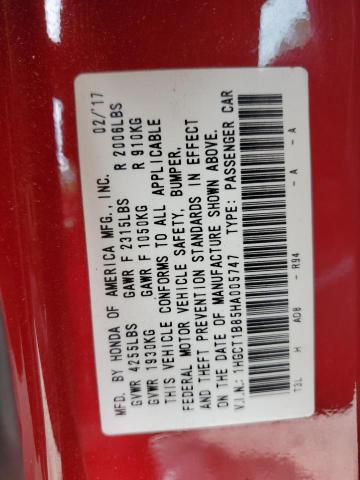 MFD. BY HONDA OF AMERICA MFG., INC. 02/'17
GVWR 4255LBS GAWR F 2315LBS R 2006LBS
GVWR 1930KG GAWR F 1050KG R 910KG
THIS VEHICLE CONFORMS TO ALL APPLICABLE
FEDERAL MOTOR VEHICLE SAFETY, BUMPER,
AND THEFT PREVENTION STANDARDS IN EFFECT
ON THE DATE OF MANUFACTURE SHOWN ABOVE.
V.I.N.: 1HGCT1B85HA005747 TYPE: PASSENGER CAR
T3L H AD8 - R94 - A - A